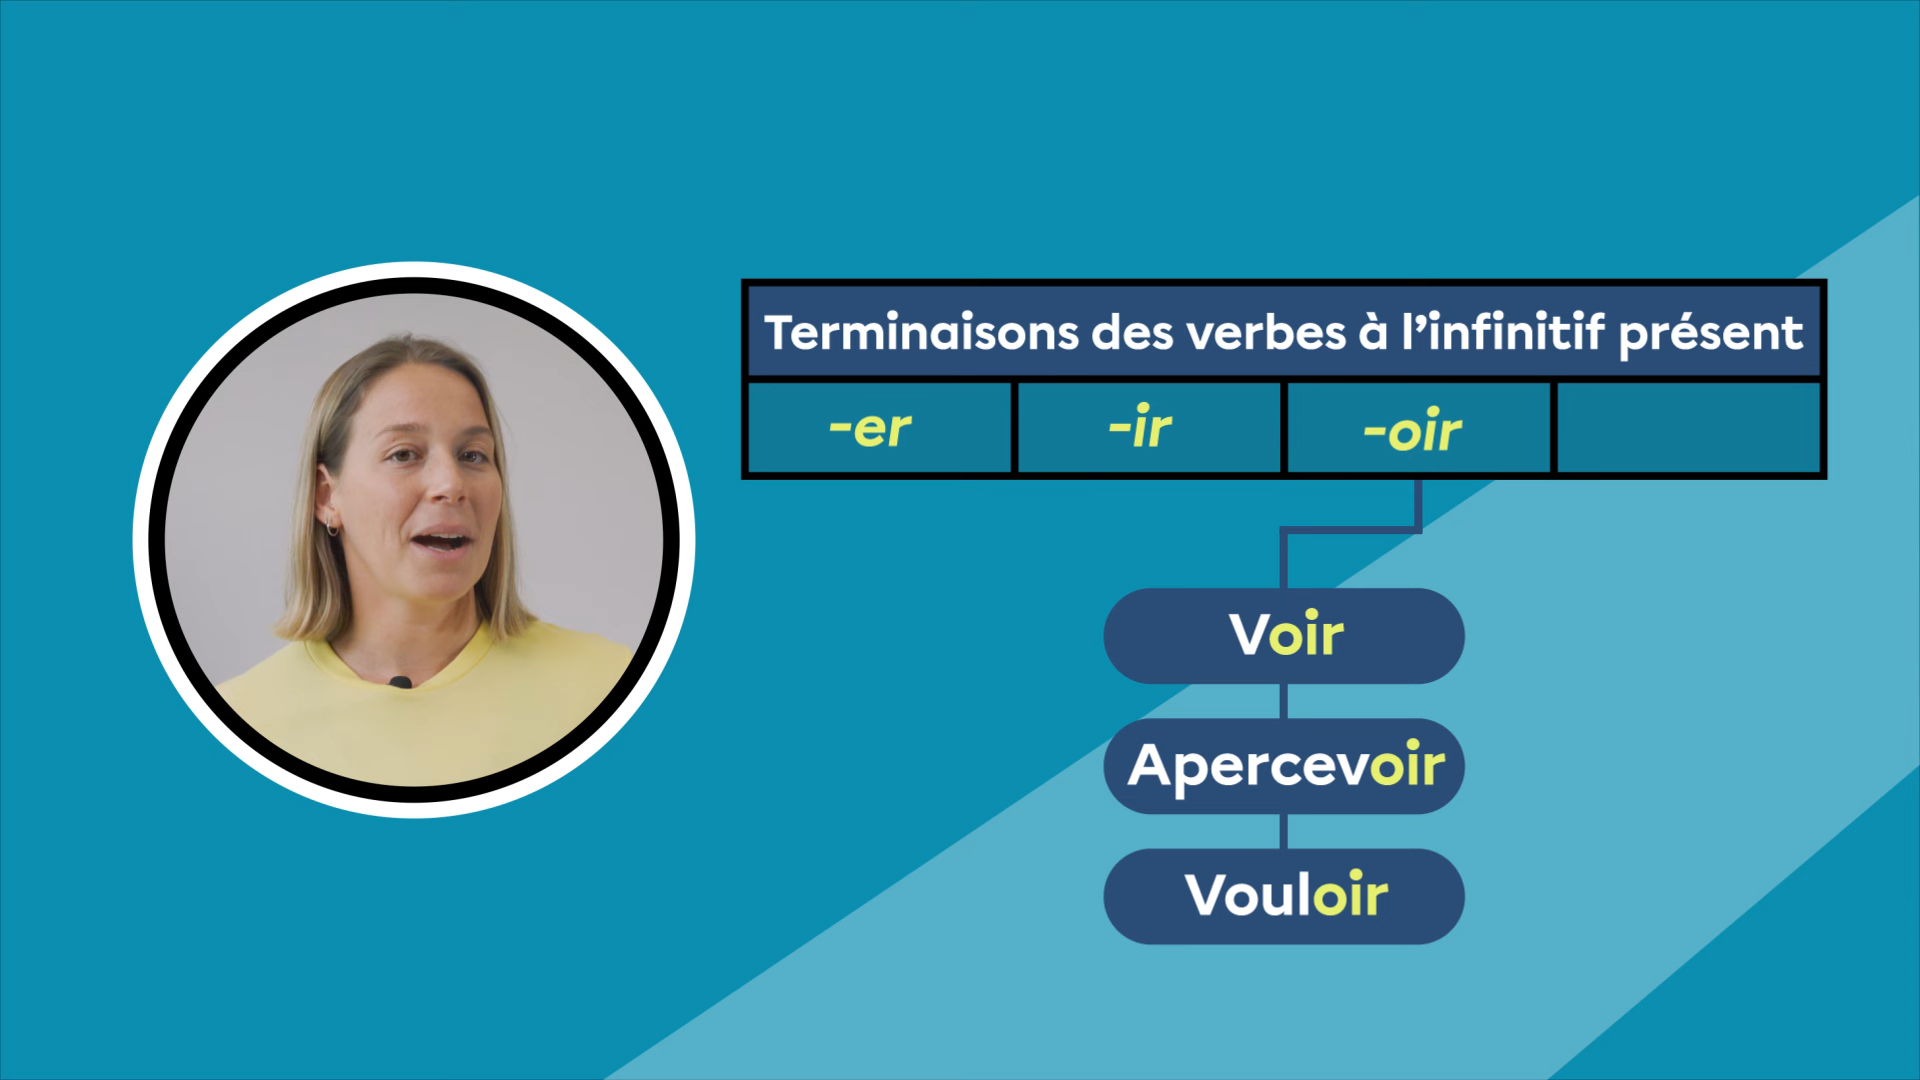 Terminaisons des verbes à l’infinitif présent
-er -ir -oir
Voir
Apercevoir
Vouloir